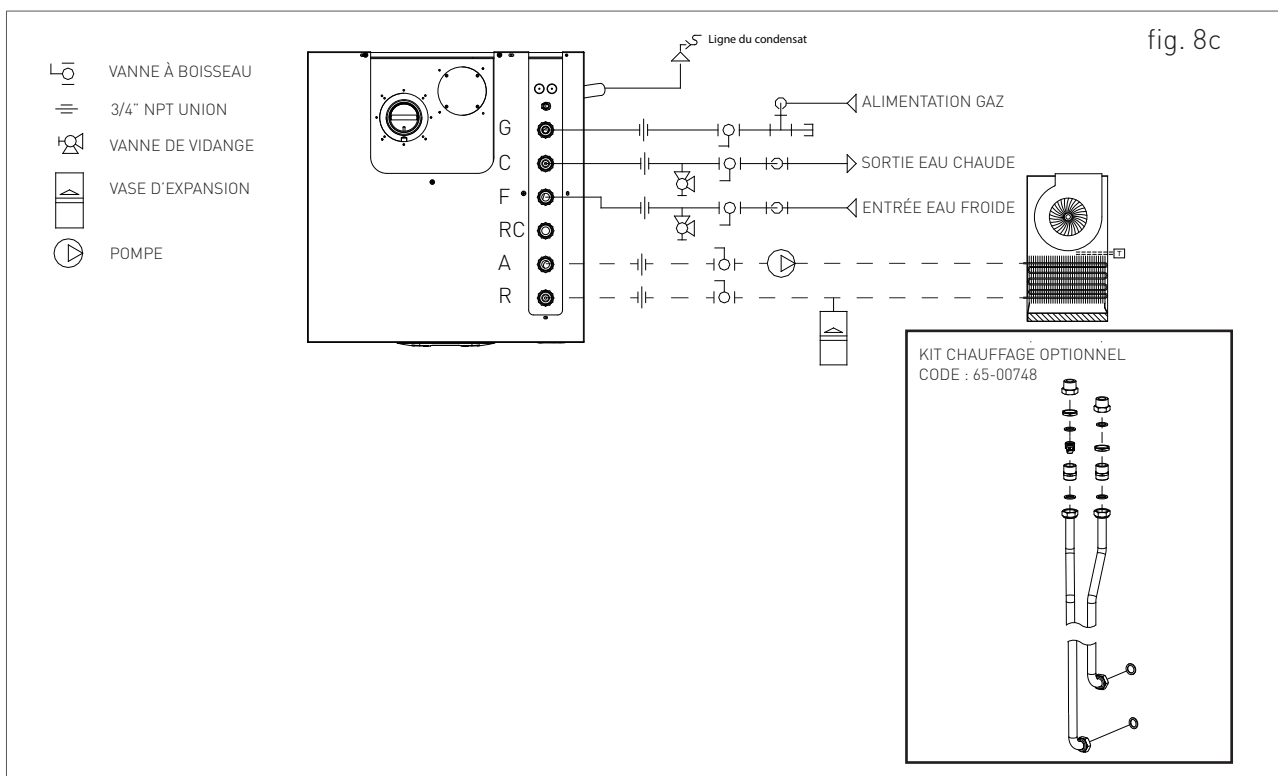 fig. 8c
Ligne du condensat
VANNE À BOISSEAU
3/4" NPT UNION
VANNE DE VIDANGE
VASE D'EXPANSION
POMPE
G
C
F
RC
A
R
ALIMENTATION GAZ
SORTIE EAU CHAUDE
ENTRÉE EAU FROIDE
T
KIT CHAUFFAGE OPTIONNEL
CODE : 65-00748